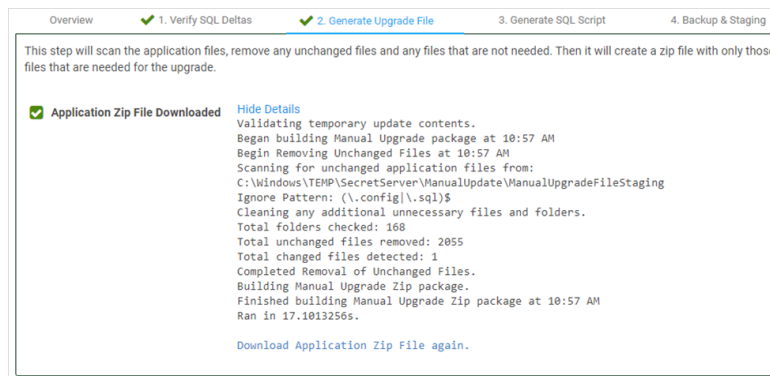 Overview
1. Verify SQL Deltas
2. Generate Upgrade File
3. Generate SQL Script
4. Backup & Staging
This step will scan the application files, remove any unchanged files and any files that are not needed. Then it will create a zip file with only those
files that are needed for the upgrade.
Application Zip File Downloaded
Hide Details
Validating temporary update contents.
Began building Manual Upgrade package at 10:57 AM
Begin Removing Unchanged Files at 10:57 AM
Scanning for unchanged application files from:
C:\Windows\TEMP\SecretServer\ManualUpdate\ManualUpgradeFileStaging
Ignore Pattern: (\.config|\.sql)$
Cleaning any additional unnecessary files and folders.
Total folders checked: 168
Total unchanged files removed: 2055
Total changed files detected: 1
Completed Removal of Unchanged Files.
Building Manual Upgrade Zip package.
Finished building Manual Upgrade Zip package at 10:57 AM
Ran in 17.1013256s.
Download Application Zip File again.